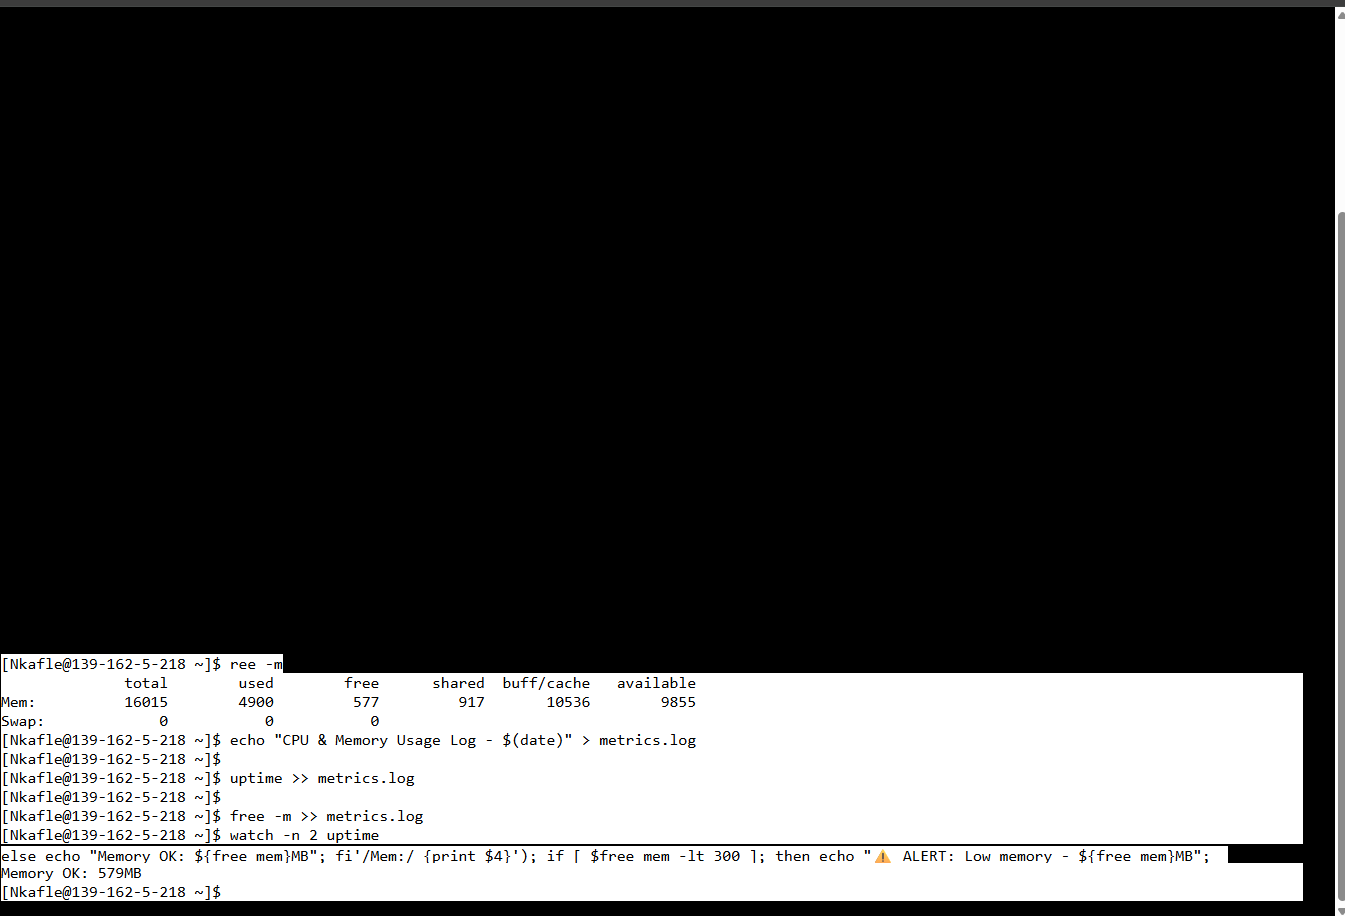 [Nkafle@139-162-5-218 ~]$ ree -m
total used free shared buff/cache available
Mem: 16015 4900 577 917 10536 9855
Swap: 0 0 0
[Nkafle@139-162-5-218 ~]$ echo "CPU & Memory Usage Log - $(date)" > metrics.log
[Nkafle@139-162-5-218 ~]$
[Nkafle@139-162-5-218 ~]$ uptime >> metrics.log
[Nkafle@139-162-5-218 ~]$
[Nkafle@139-162-5-218 ~]$ free -m >> metrics.log
[Nkafle@139-162-5-218 ~]$ watch -n 2 uptime
else echo "Memory OK: ${free mem}MB"; fi'/Mem:/ {print $4}'); if [ $free mem -lt 300 ]; then echo "⚠️ ALERT: Low memory - ${free mem}MB";
Memory OK: 579MB
[Nkafle@139-162-5-218 ~]$